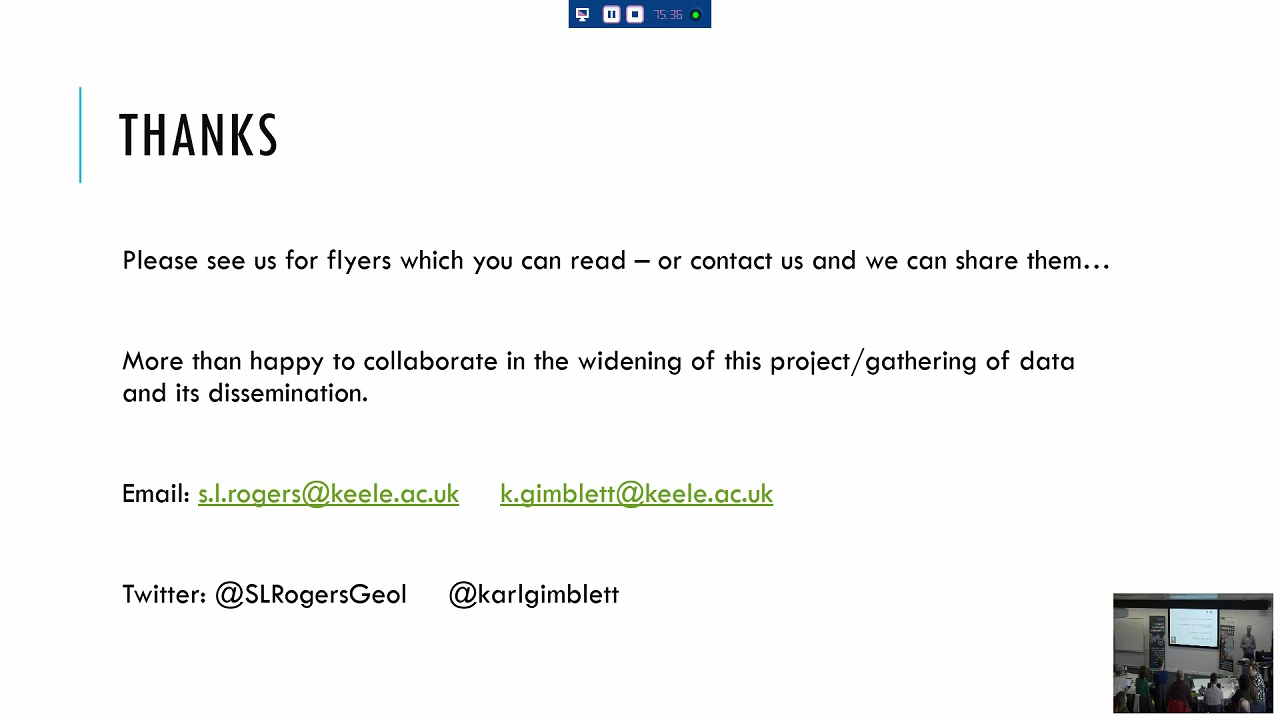 75:36
THANKS
Please see us for flyers which you can read – or contact us and we can share them...
More than happy to collaborate in the widening of this project/gathering of data
and its dissemination.
Email: s.l.rogers@keele.ac.uk k.gimblett@keele.ac.uk
Twitter: @SLRogersGeol @karlgimblett